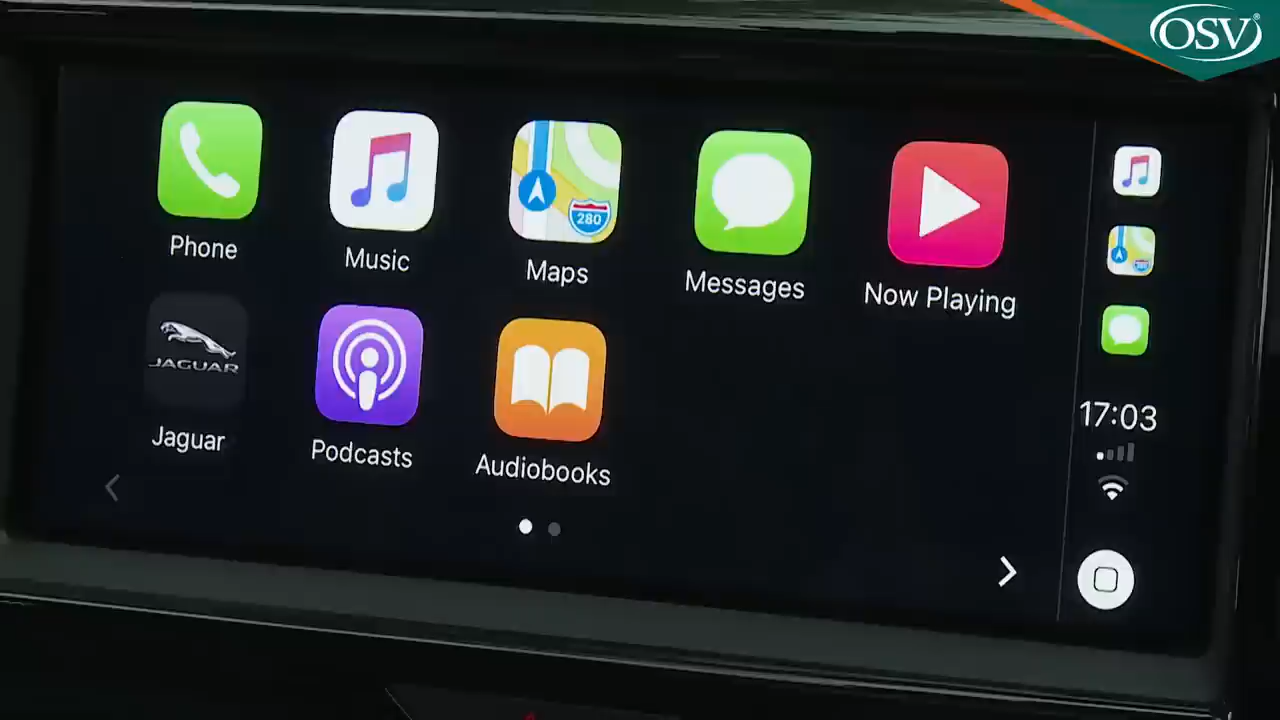 OSV®
Phone
Music
Maps
280
Messages
Now Playing
JAGUAR
Jaguar
Podcasts
Audiobooks
17:03